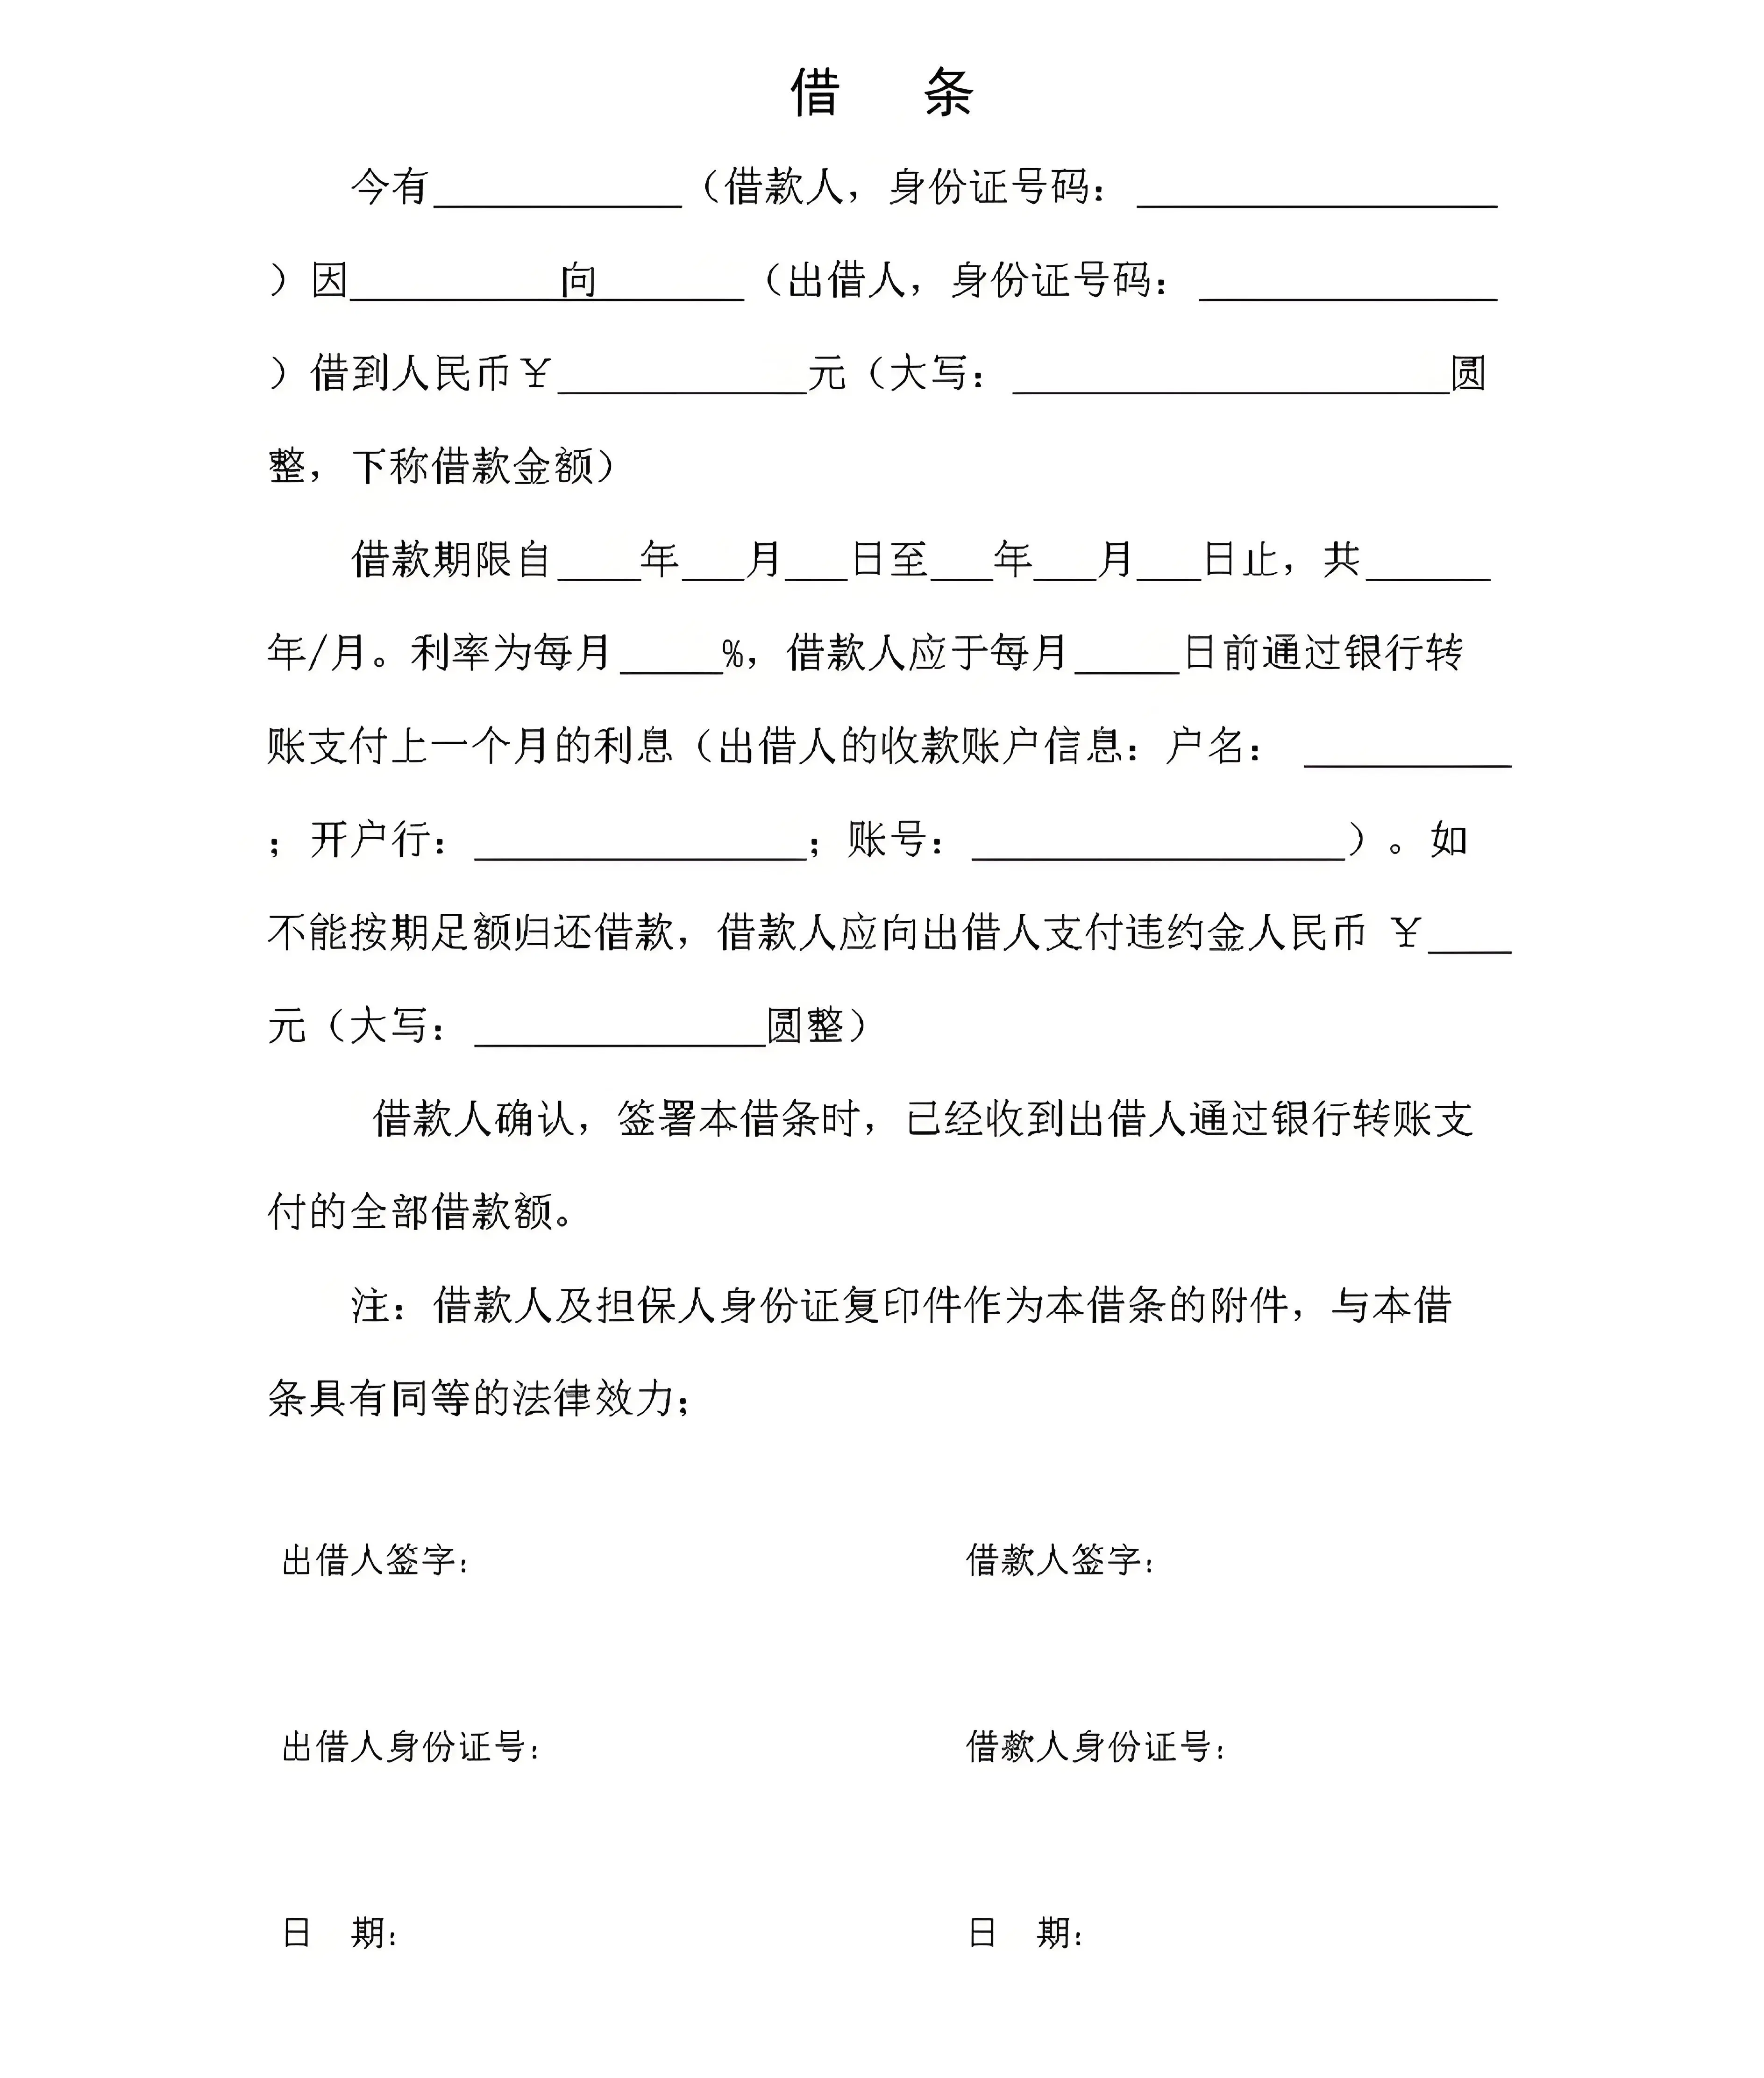 借 条
今有____________（借款人，身份证号码：__________________
）因__________向_______（出借人，身份证号码：_______________
）借到人民币￥____________元（大写：_____________________圆
整，下称借款金额）
借款期限自____年___月___日至___年___月___日止，共______
年/月。利率为每月_____%，借款人应于每月_____日前通过银行转
账支付上一个月的利息（出借人的收款账户信息：户名：__________
；开户行：________________；账号：__________________）。如
不能按期足额归还借款，借款人应向出借人支付违约金人民币 ￥____
元（大写：______________圆整）
借款人确认，签署本借条时，已经收到出借人通过银行转账支
付的全部借款额。
注：借款人及担保人身份证复印件作为本借条的附件，与本借
条具有同等的法律效力；
出借人签字： 借款人签字：
出借人身份证号： 借款人身份证号：
日 期： 日 期：